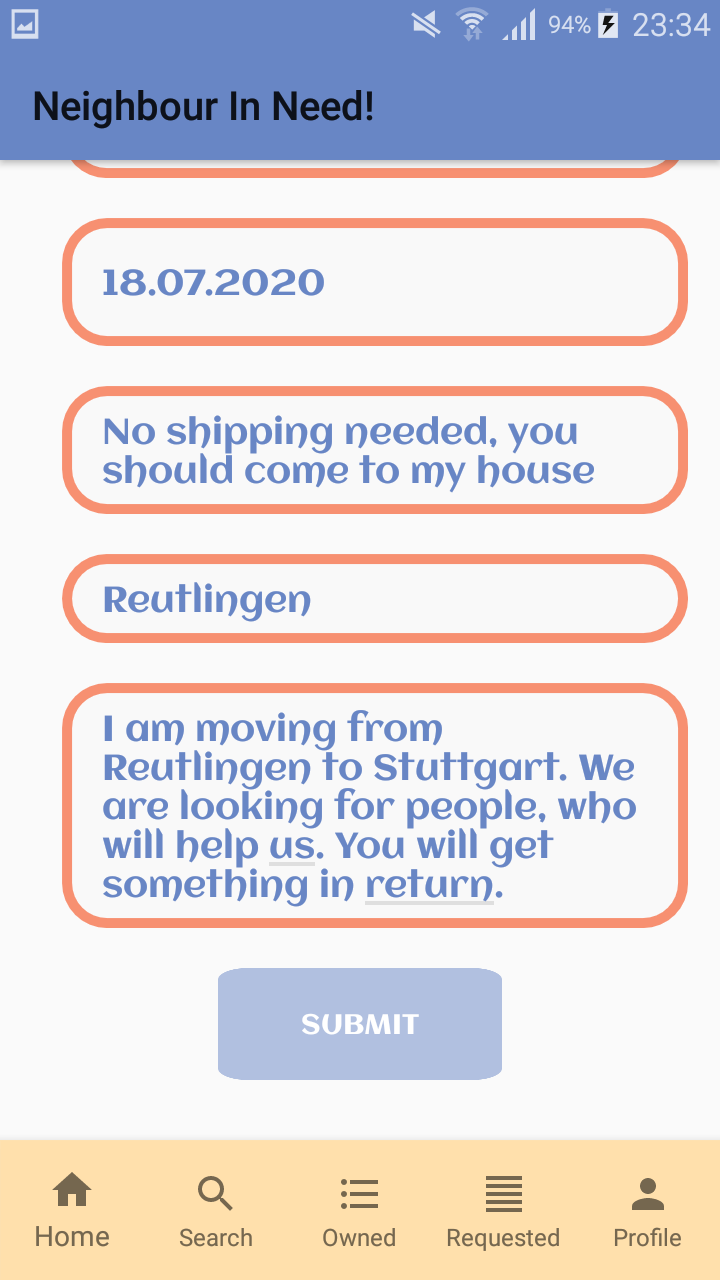 94% 23:34
Neighbour In Need!
18.07.2020
No shipping needed, you
should come to my house
Reutlingen
I am moving from
Reutlingen to Stuttgart. We
are looking for people, who
will help us. You will get
something in return.
SUBMIT
Home Search Owned Requested Profile